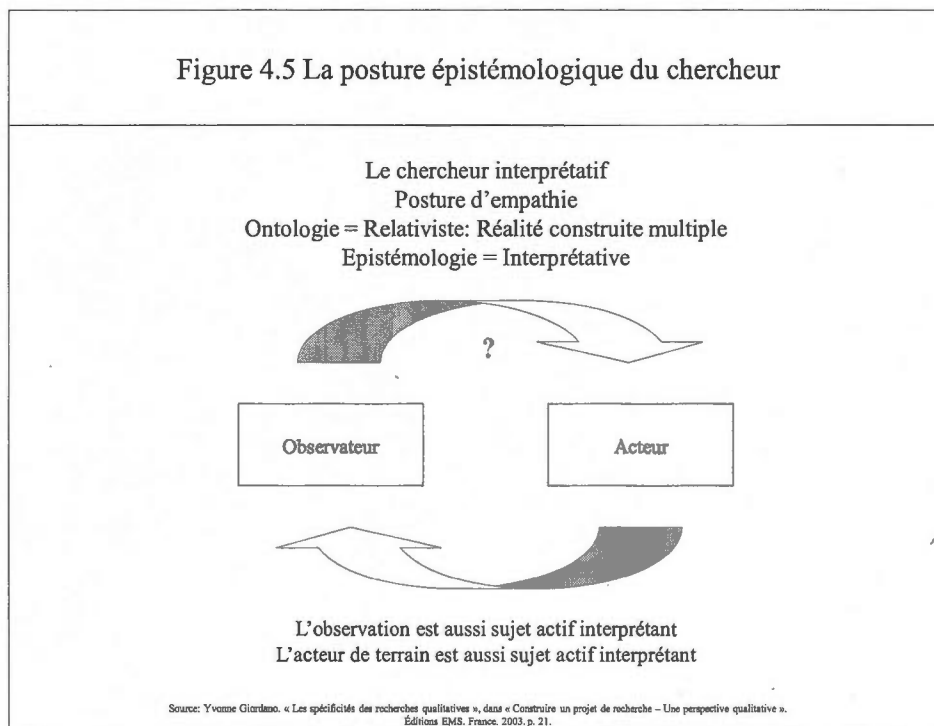 Figure 4.5 La posture épistémologique du chercheur
Le chercheur interprétatif
Posture d'empathie
Ontologie = Relativiste: Réalité construite multiple
Epistémologie = Interprétative
?
Observateur
Acteur
L'observation est aussi sujet actif interprétant
L'acteur de terrain est aussi sujet actif interprétant
Source: Yvonne Giordano. « Les spécificités des recherches qualitatives », dans « Construire un projet de recherche – Une perspective qualitative ».
Éditions EMS. France. 2003. p. 21.